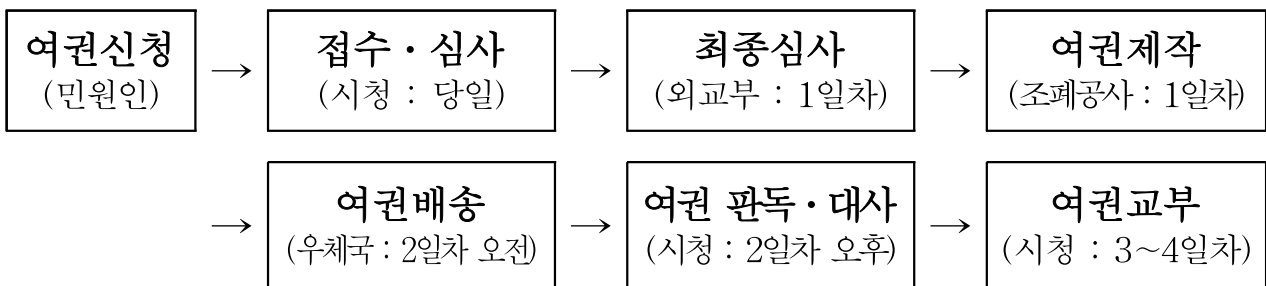 여권신청
(민원인)
→
접수·심사
(시청 : 당일)
→
최종심사
(외교부 : 1일차)
→
여권제작
(조폐공사 : 1일차)
→
여권배송
(우체국 : 2일차 오전)
→
여권 판독·대사
(시청 : 2일차 오후)
→
여권교부
(시청 : 3~4일차)